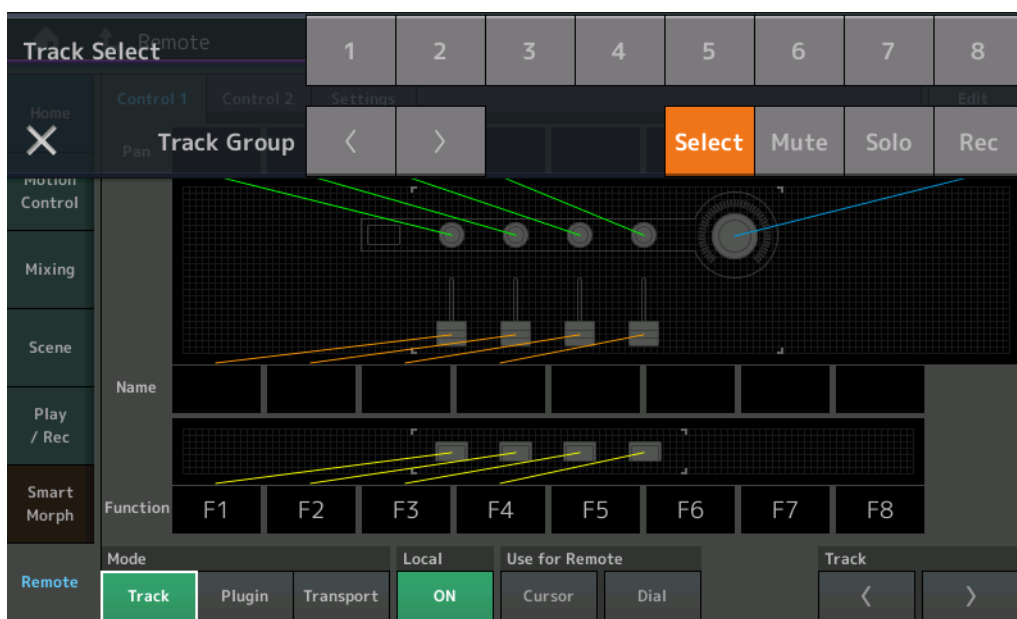 Remote
Track Select 1 2 3 4 5 6 7 8
Control 1 Control 2 Settings Edit
Home
Track Group < > Select Mute Solo Rec
Pan
Motion
Control
Mixing
Scene
Name
Play
/ Rec
Smart
Morph
Function F1 F2 F3 F4 F5 F6 F7 F8
Mode Local Use for Remote Track
Remote Track Plugin Transport ON Cursor Dial < >